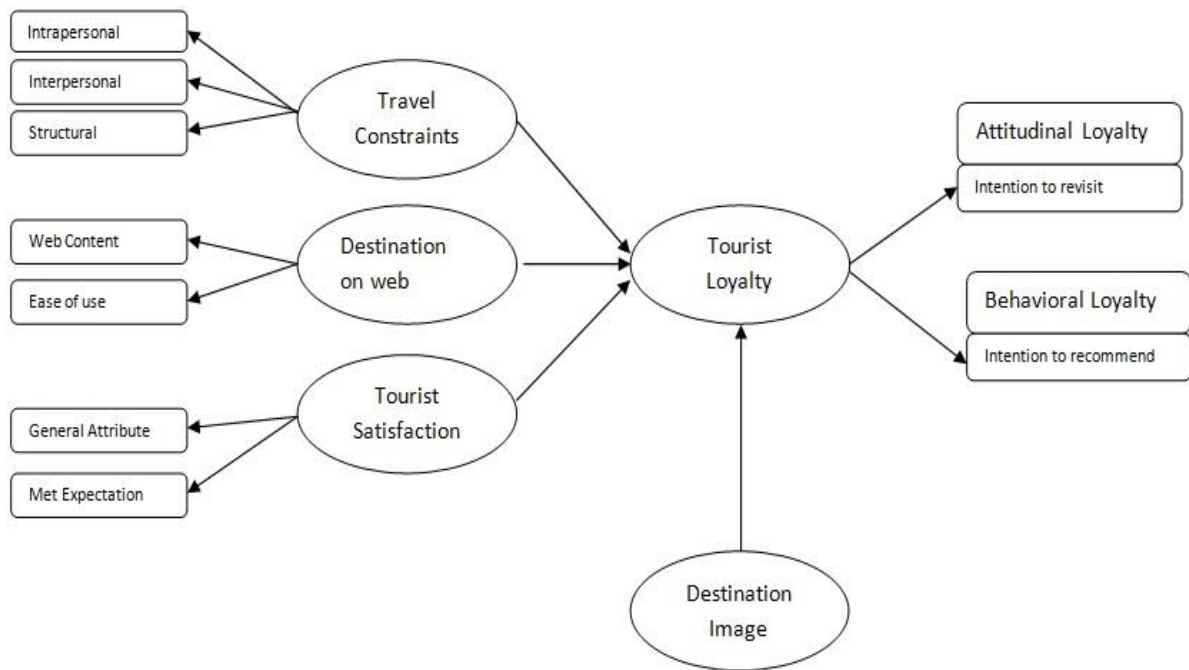 Intrapersonal
Interpersonal
Structural
Travel
Constraints
Web Content
Ease of use
Destination
on web
General Attribute
Met Expectation
Tourist
Satisfaction
Tourist
Loyalty
Destination
Image
Attitudinal Loyalty
Intention to revisit
Behavioral Loyalty
Intention to recommend